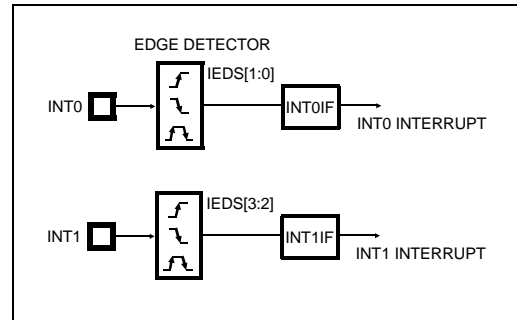 EDGE DETECTOR
IEDS[1:0]
INT0
INT0IF
INT0 INTERRUPT
IEDS[3:2]
INT1
INT1IF
INT1 INTERRUPT